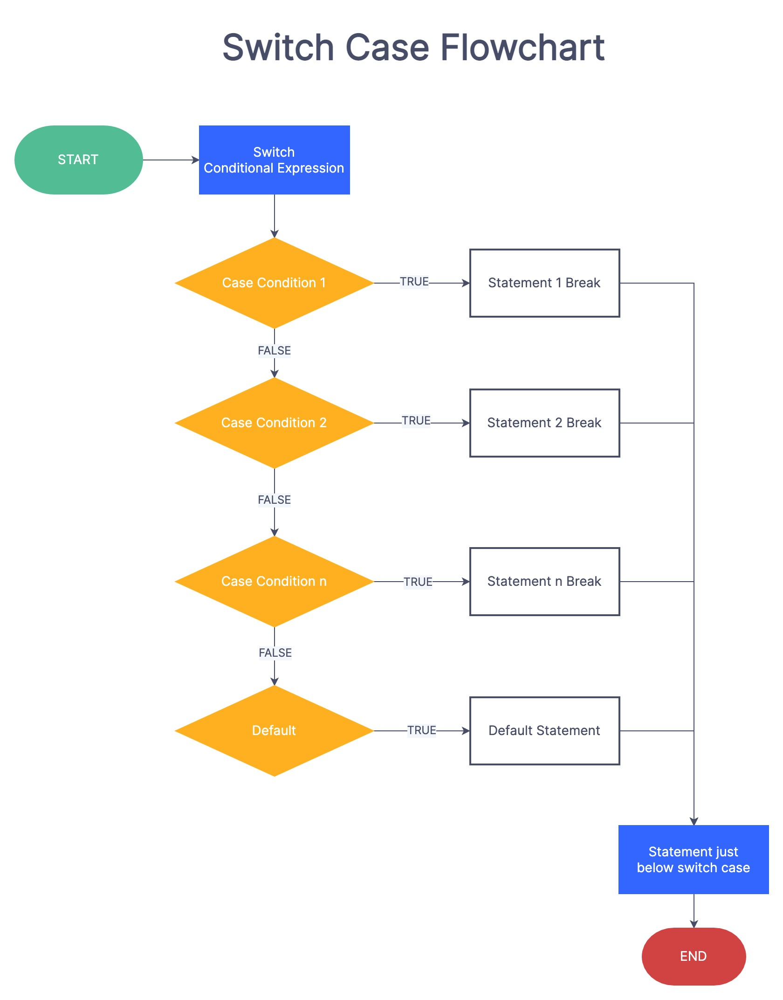 Switch Case Flowchart
START
Switch
Conditional Expression
Case Condition 1
TRUE
Statement 1 Break
FALSE
Case Condition 2
TRUE
Statement 2 Break
FALSE
Case Condition n
TRUE
Statement n Break
FALSE
Default
TRUE
Default Statement
Statement just
below switch case
END